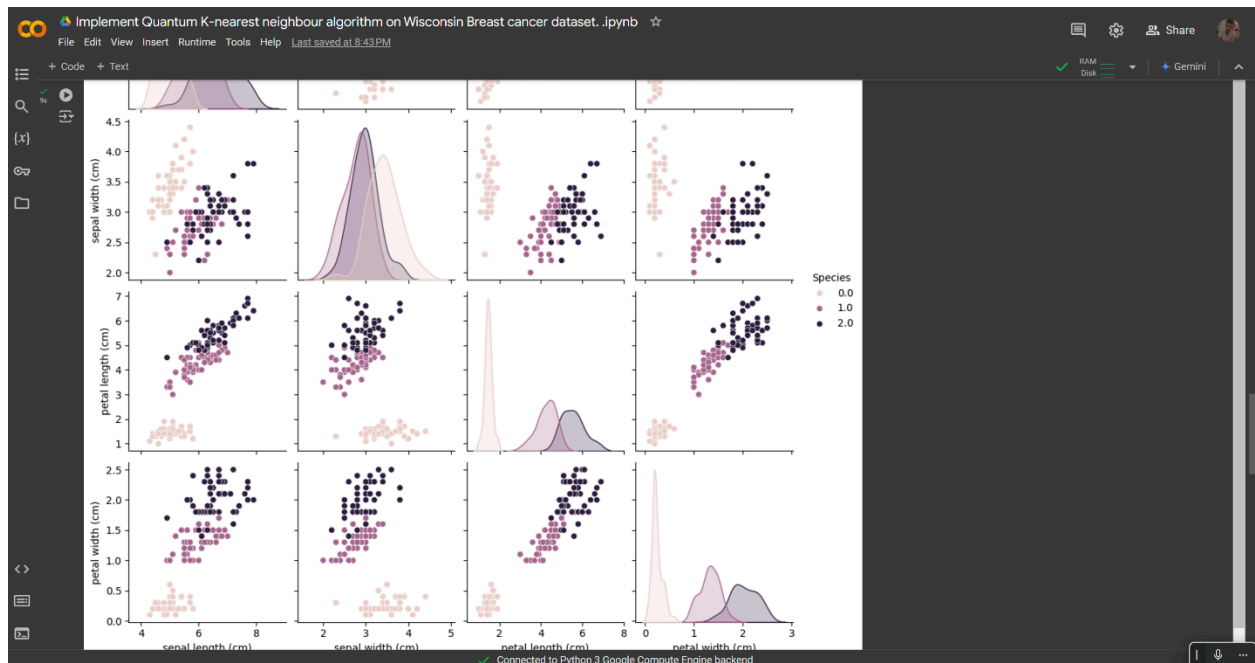 Implement Quantum K-nearest neighbour algorithm on Wisconsin Breast cancer dataset. .ipynb
File Edit View Insert Runtime Tools Help Last saved at 8:43 PM
Share
+ Code + Text
RAM
Disk
Gemini
9s
{x}
4.5
4.0
3.5
3.0
2.5
2.0
sepal width (cm)
Species
0.0
1.0
2.0
7
6
5
4
3
2
1
petal length (cm)
2.5
2.0
1.5
1.0
0.5
0.0
petal width (cm)
4 6 8 2 3 4 5 2 4 6 8 0 1 2 3
sepal length (cm) sepal width (cm) petal length (cm) petal width (cm)
Connected to Python 3 Google Compute Engine backend